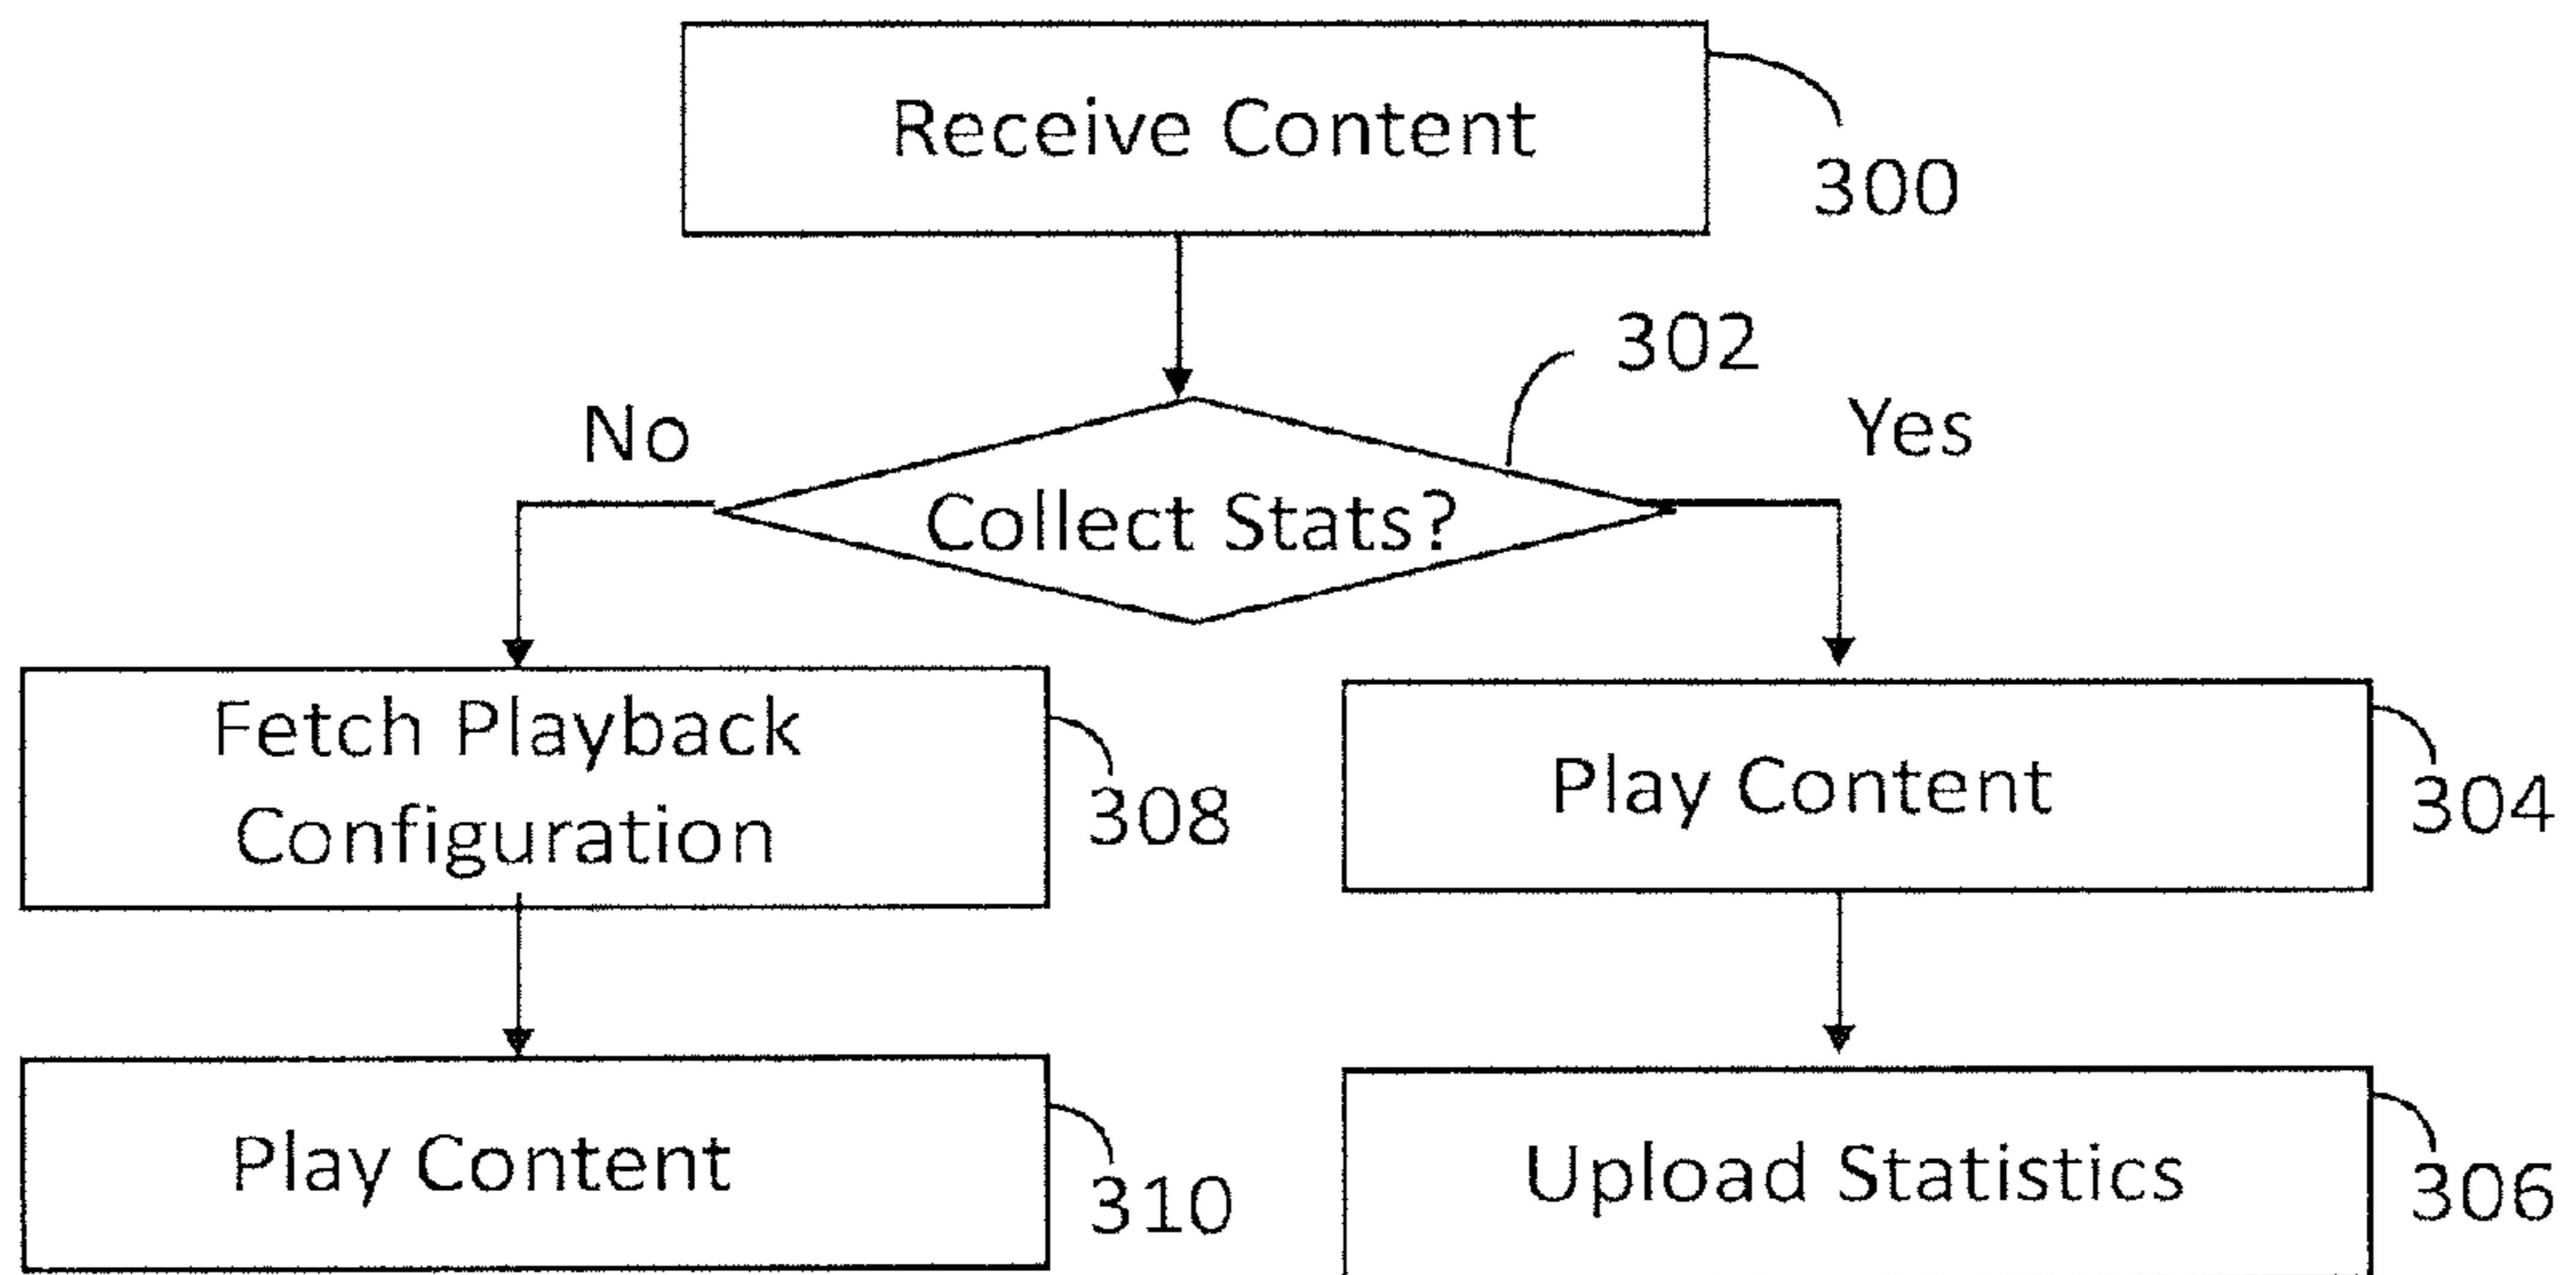 Receive Content
300
302
No
Yes
Collect Stats?
Fetch Playback
Configuration
308
Play Content
304
Play Content
310
Upload Statistics
306